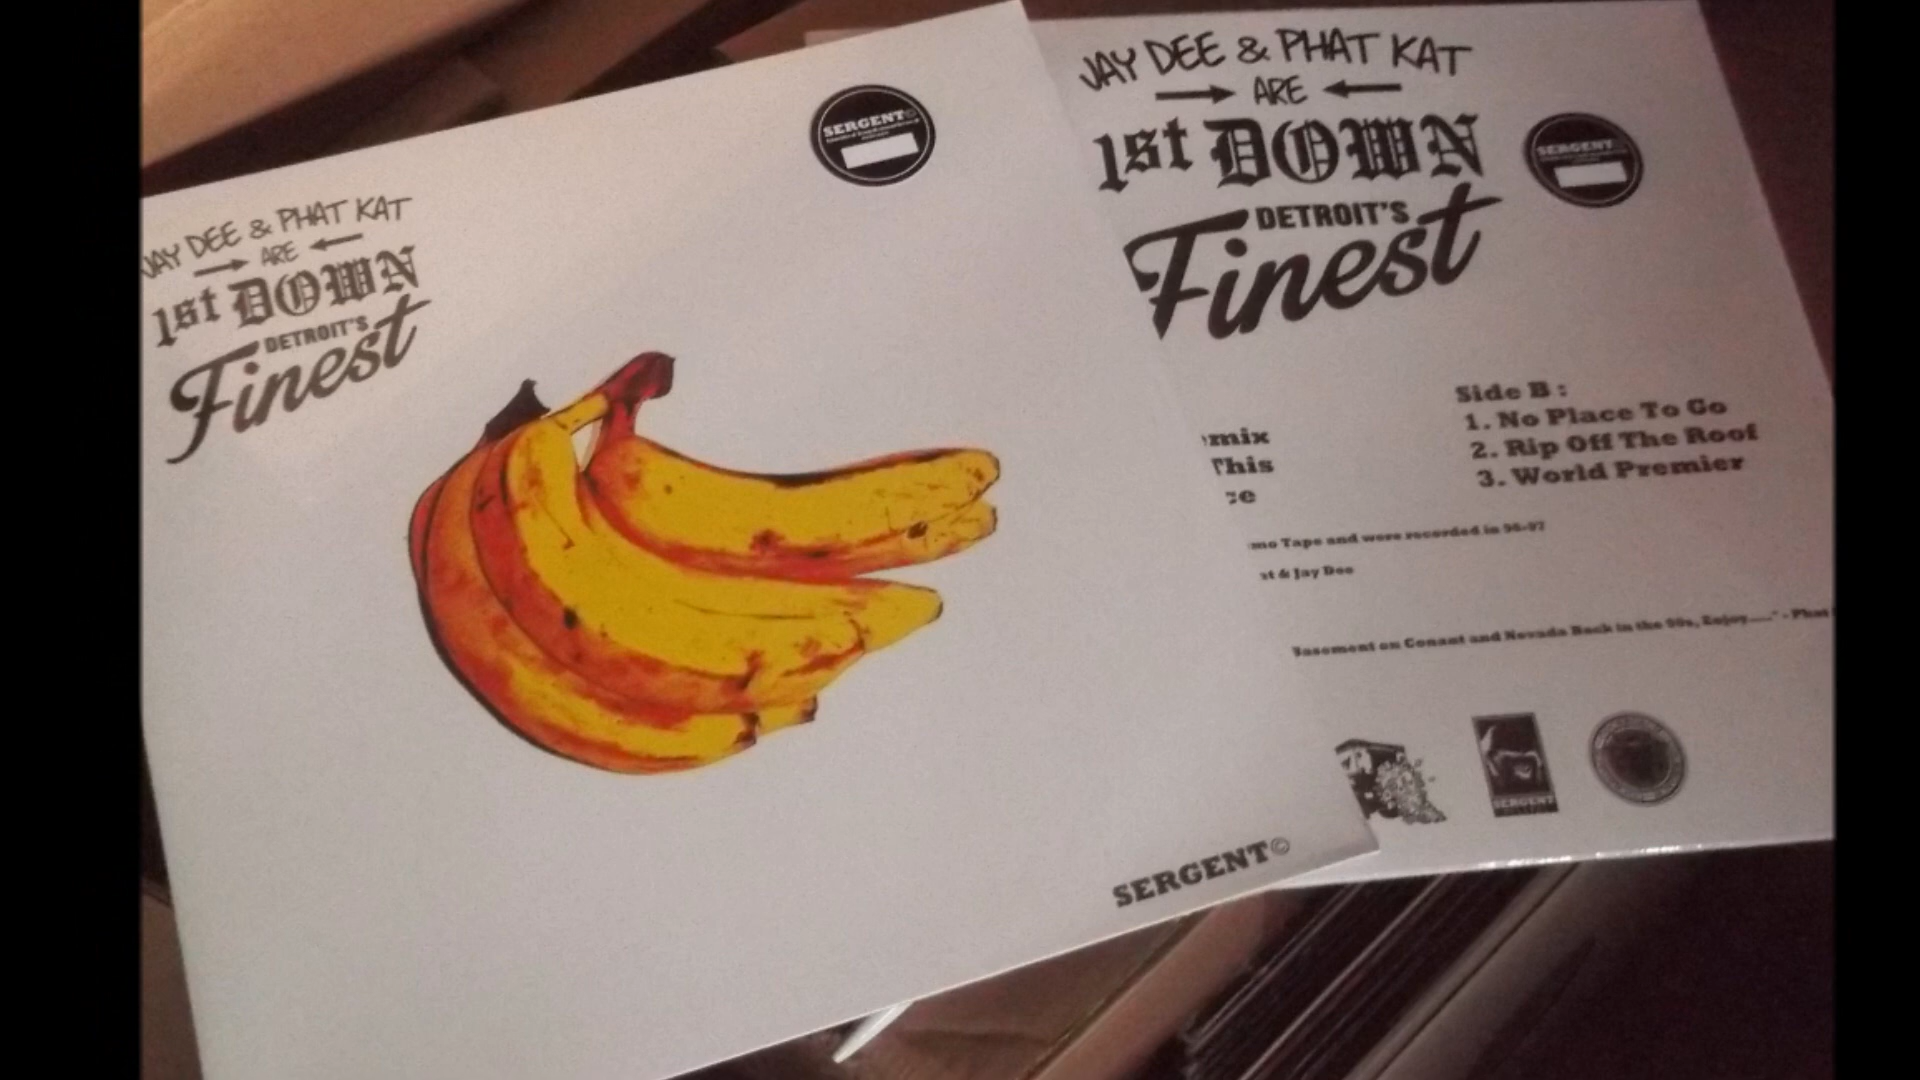 JAY DEE & PHAT KAT
ARE
1st DOWN
DETROIT'S
Finest
SERGENT©
SERGENT©
JAY DEE & PHAT KAT
ARE
1st DOWN
DETROIT'S
Finest
SERGENT
mix
This
Side B :
1. No Place To Go
2. Rip Off The Roof
3. World Premier
mo Tape and were recorded in 96-97
& Jay Dee
Basement on Conant and Nevada Back in the 90s, Enjoy....." - Phat
SERGENT